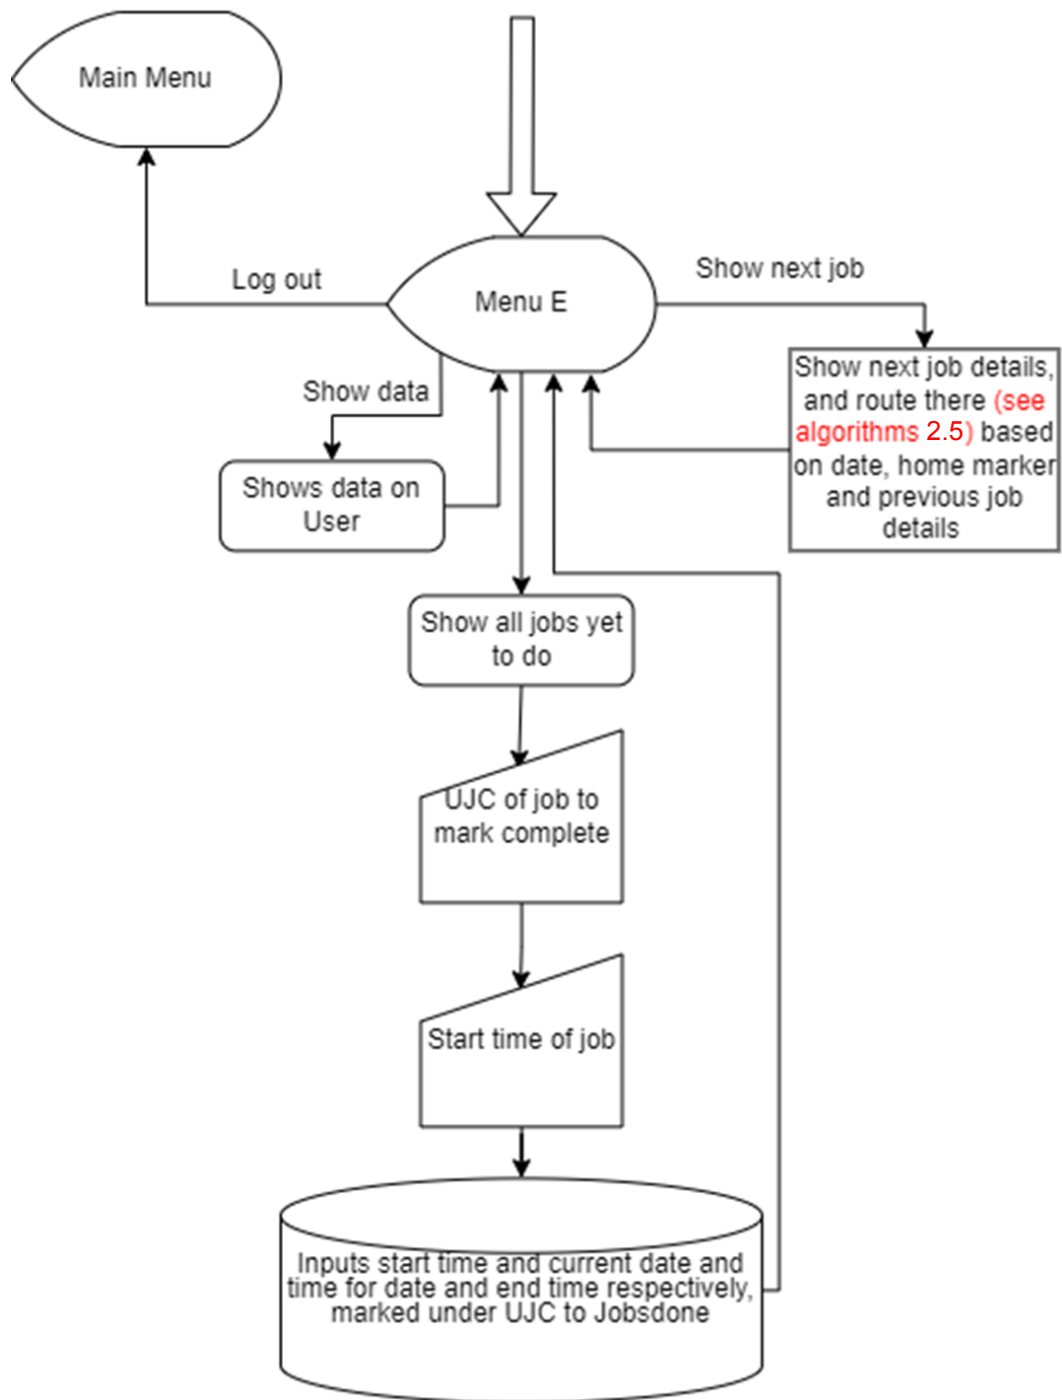 Main Menu
Show next job
Log out
Menu E
Show next job details,
and route there (see
algorithms 2.5) based
on date, home marker
and previous job
details
Show data
Shows data on
User
Show all jobs yet
to do
UJC of job to
mark complete
Start time of job
Inputs start time and current date and
time for date and end time respectively,
marked under UJC to Jobsdone